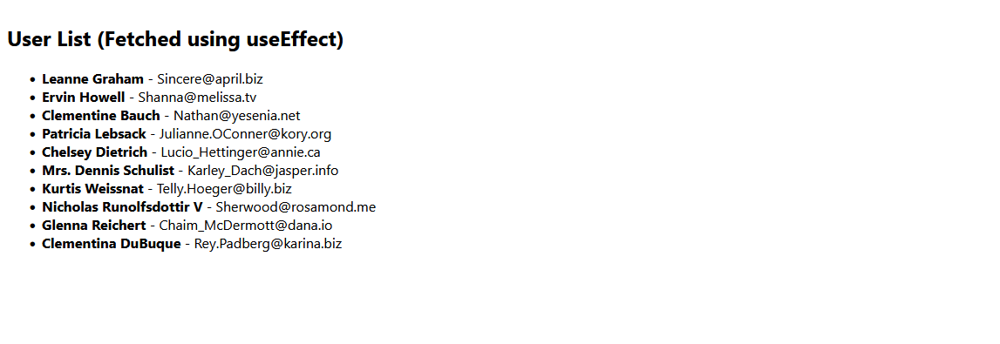 User List (Fetched using useEffect)
• Leanne Graham - Sincere@april.biz
• Ervin Howell - Shanna@melissa.tv
• Clementine Bauch - Nathan@yesenia.net
• Patricia Lebsack - Julianne.OConner@kory.org
• Chelsey Dietrich - Lucio_Hettinger@annie.ca
• Mrs. Dennis Schulist - Karley_Dach@jasper.info
• Kurtis Weissnat - Telly.Hoeger@billy.biz
• Nicholas Runolfsdottir V - Sherwood@rosamond.me
• Glenna Reichert - Chaim_McDermott@dana.io
• Clementina DuBuque - Rey.Padberg@karina.biz